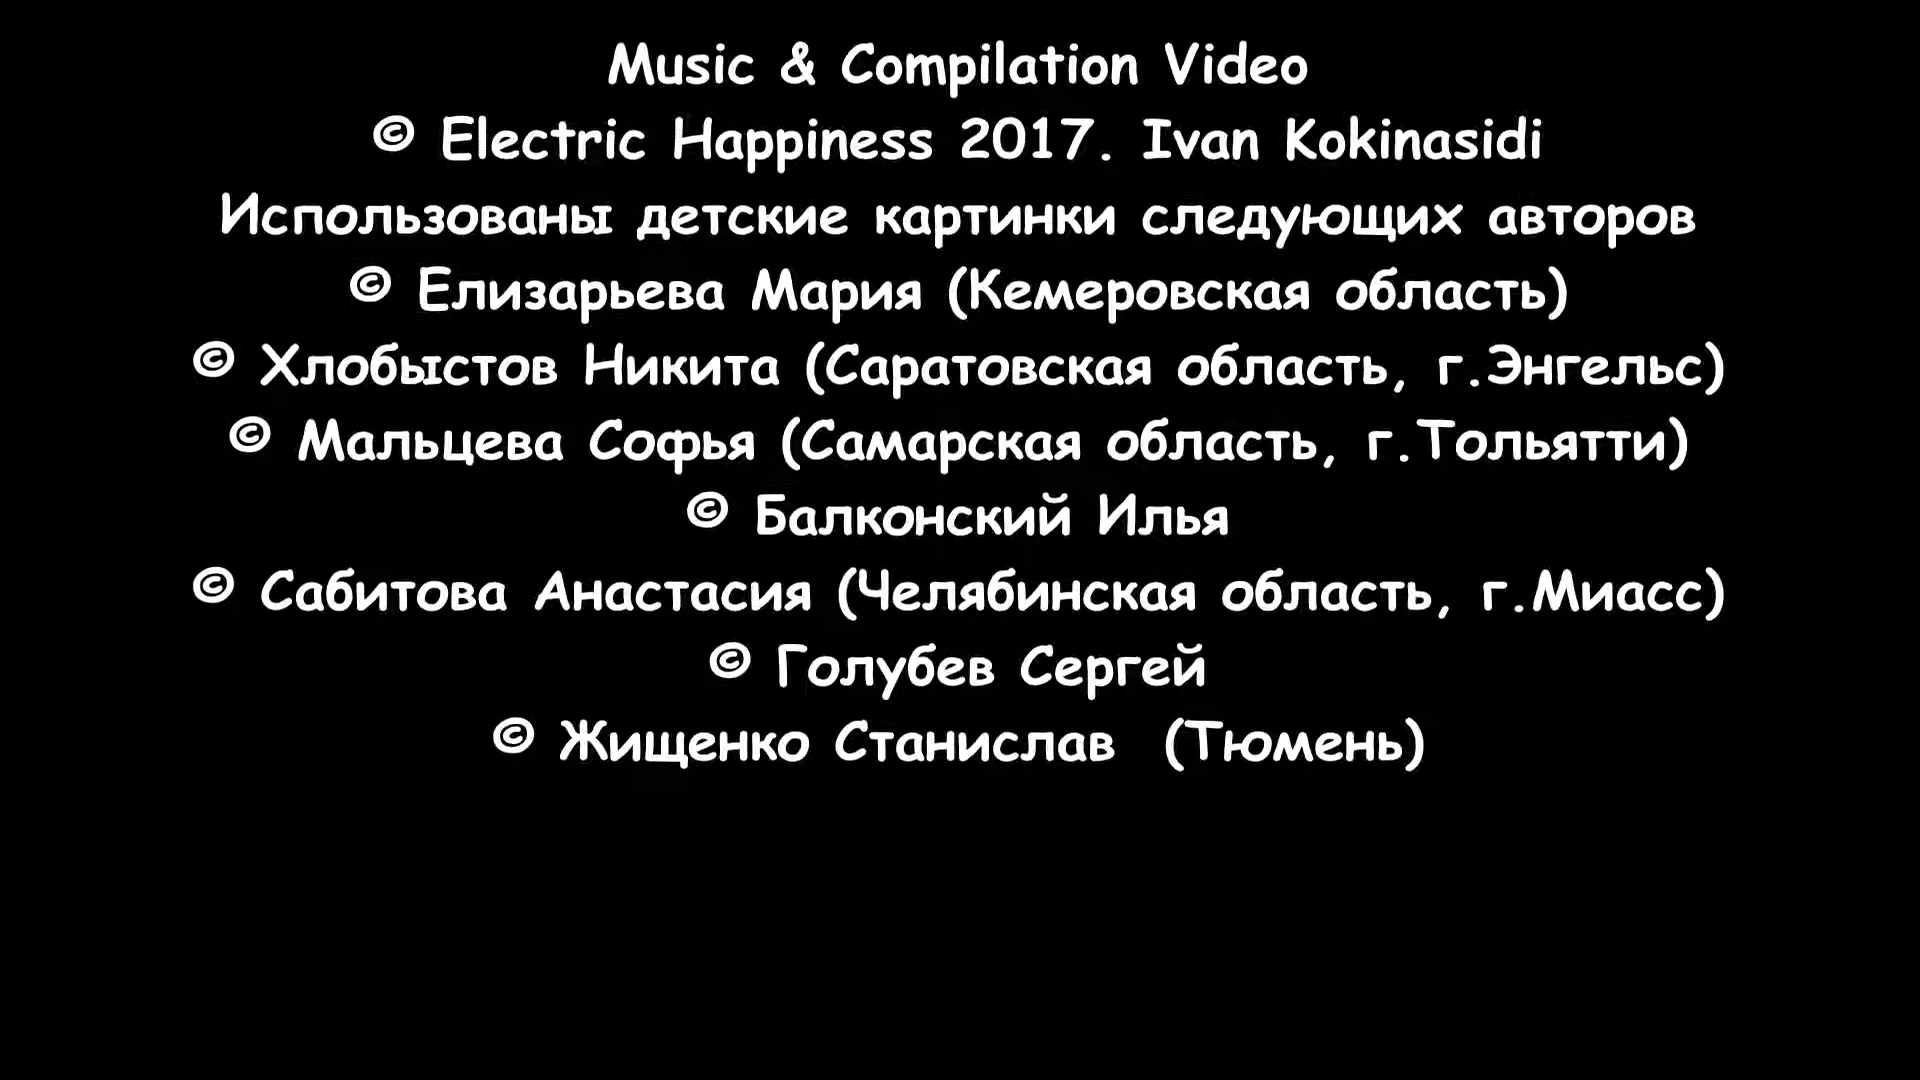 Music & Compilation Video
© Electric Happiness 2017. Ivan Kokinasidi
Использованы детские картинки следующих авторов
© Елизарьева Мария (Кемеровская область)
© Хлобыстов Никита (Саратовская область, г.Энгельс)
© Мальцева Софья (Самарская область, г.Тольятти)
© Балконский Илья
© Сабитова Анастасия (Челябинская область, г.Миасс)
© Голубев Сергей
© Жищенко Станислав  (Тюмень)